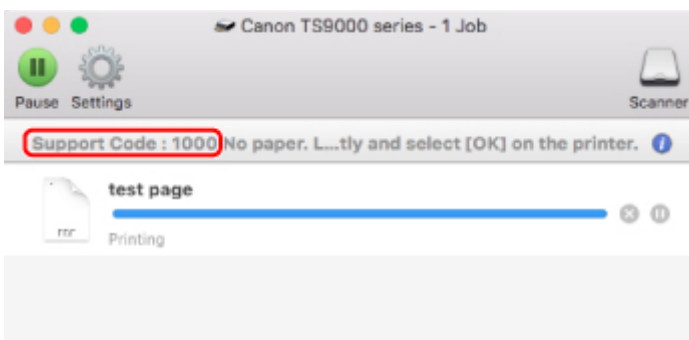 Canon TS9000 series - 1 Job
Pause Settings Scanner
Support Code : 1000 No paper. L...tly and select [OK] on the printer.
test page
Printing